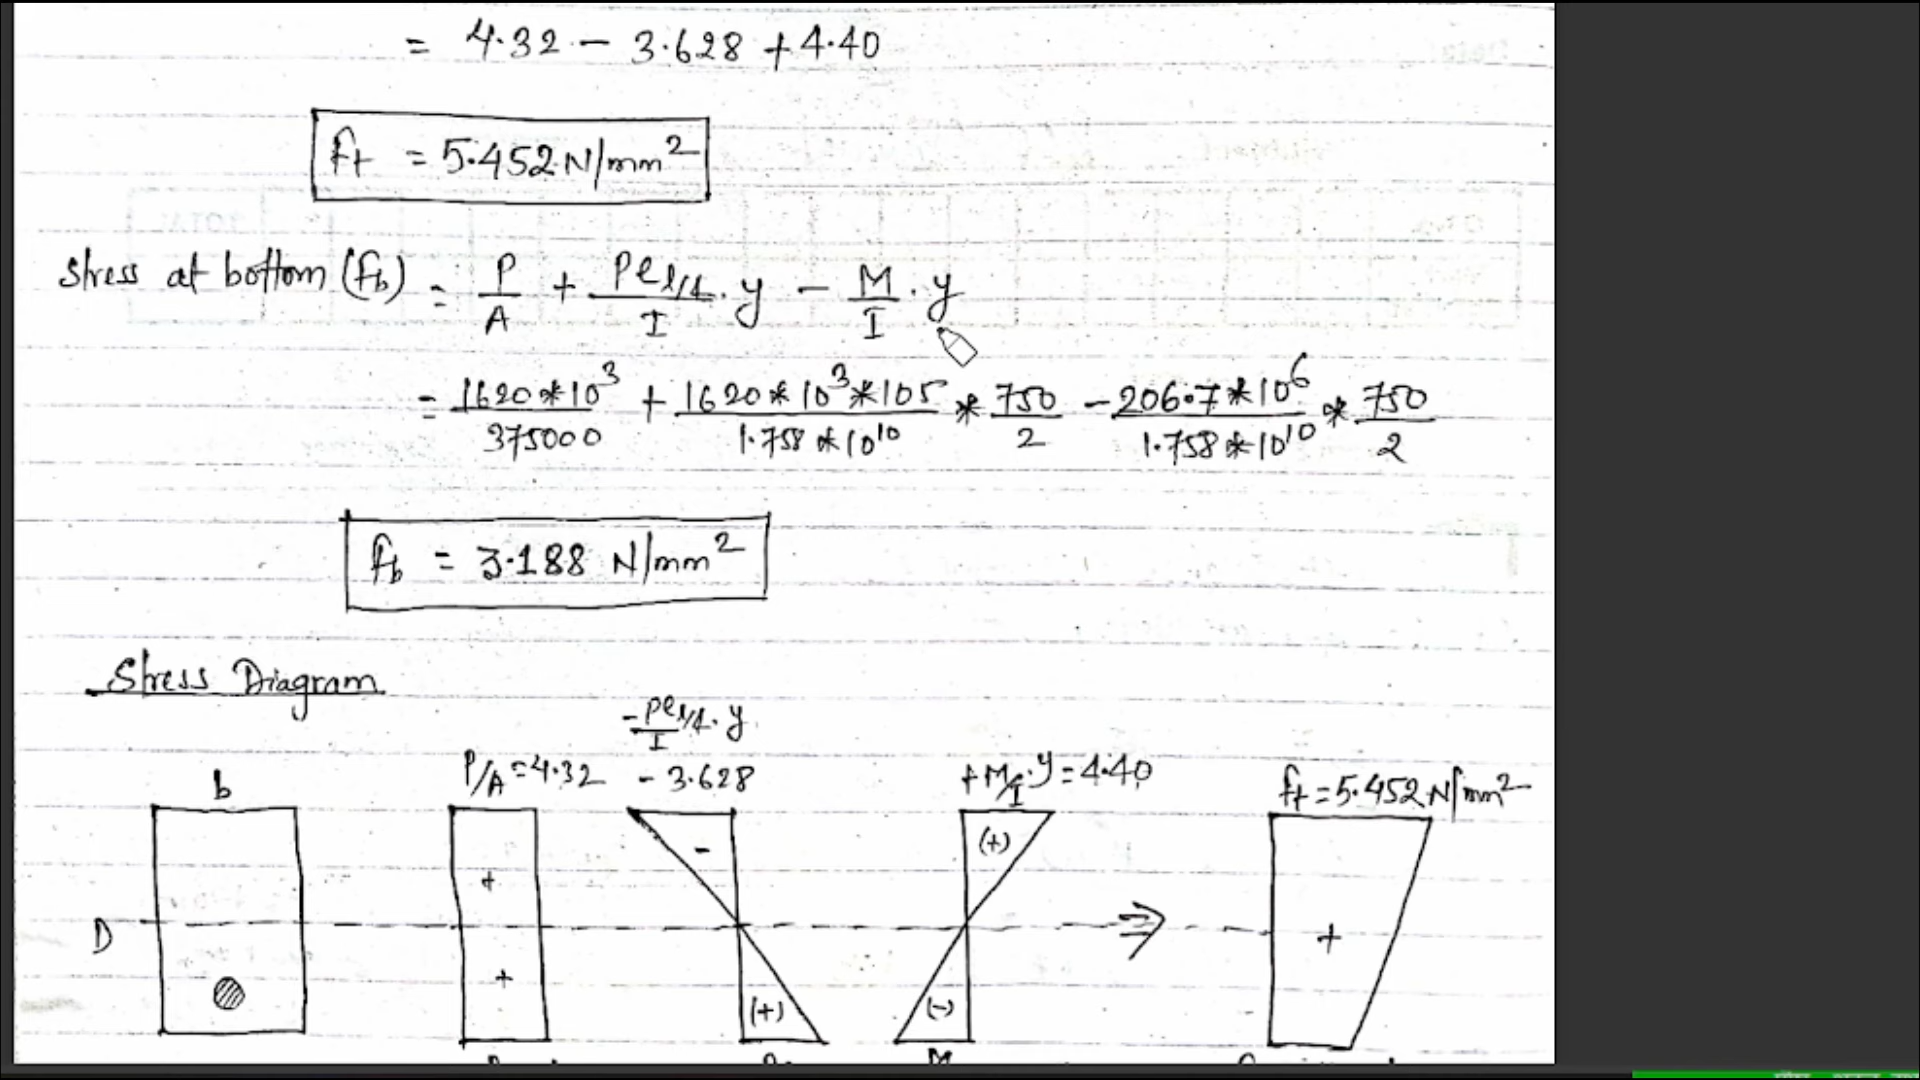 = 4.32 - 3.628 + 4.40
ft = 5.452 N/mm²
Stress at bottom (fb) = P/A + Pe l/4/I . y - M/I . y
= 1620*10³/375000 + 1620*10³*105/1.758*10¹⁰ * 750/2 - 206.7*10⁶/1.758*10¹⁰ * 750/2
fb = 3.188 N/mm²
Stress Diagram
-Pe l/4/I . y
b P/A = 4.32 - 3.628 +M/I . y = 4.40 ft = 5.452 N/mm²
- (+)
+
D +
+ (+) (-)